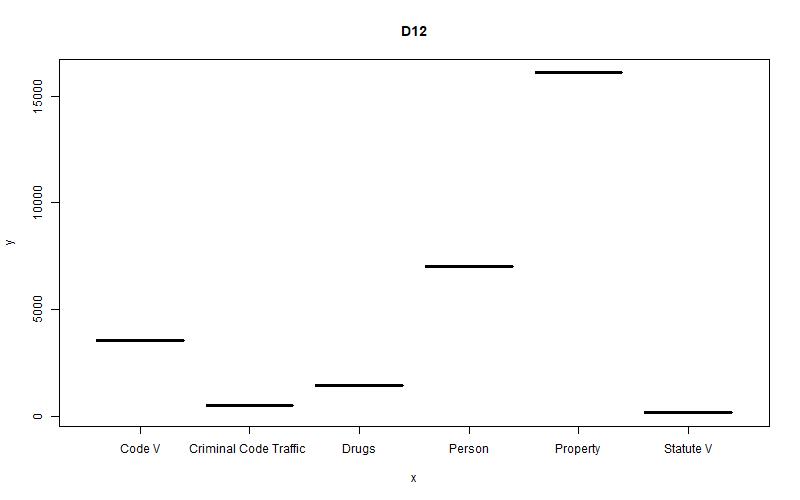 D12
y
15000
10000
5000
0
Code V
Criminal Code Traffic
Drugs
Person
Property
Statute V
x